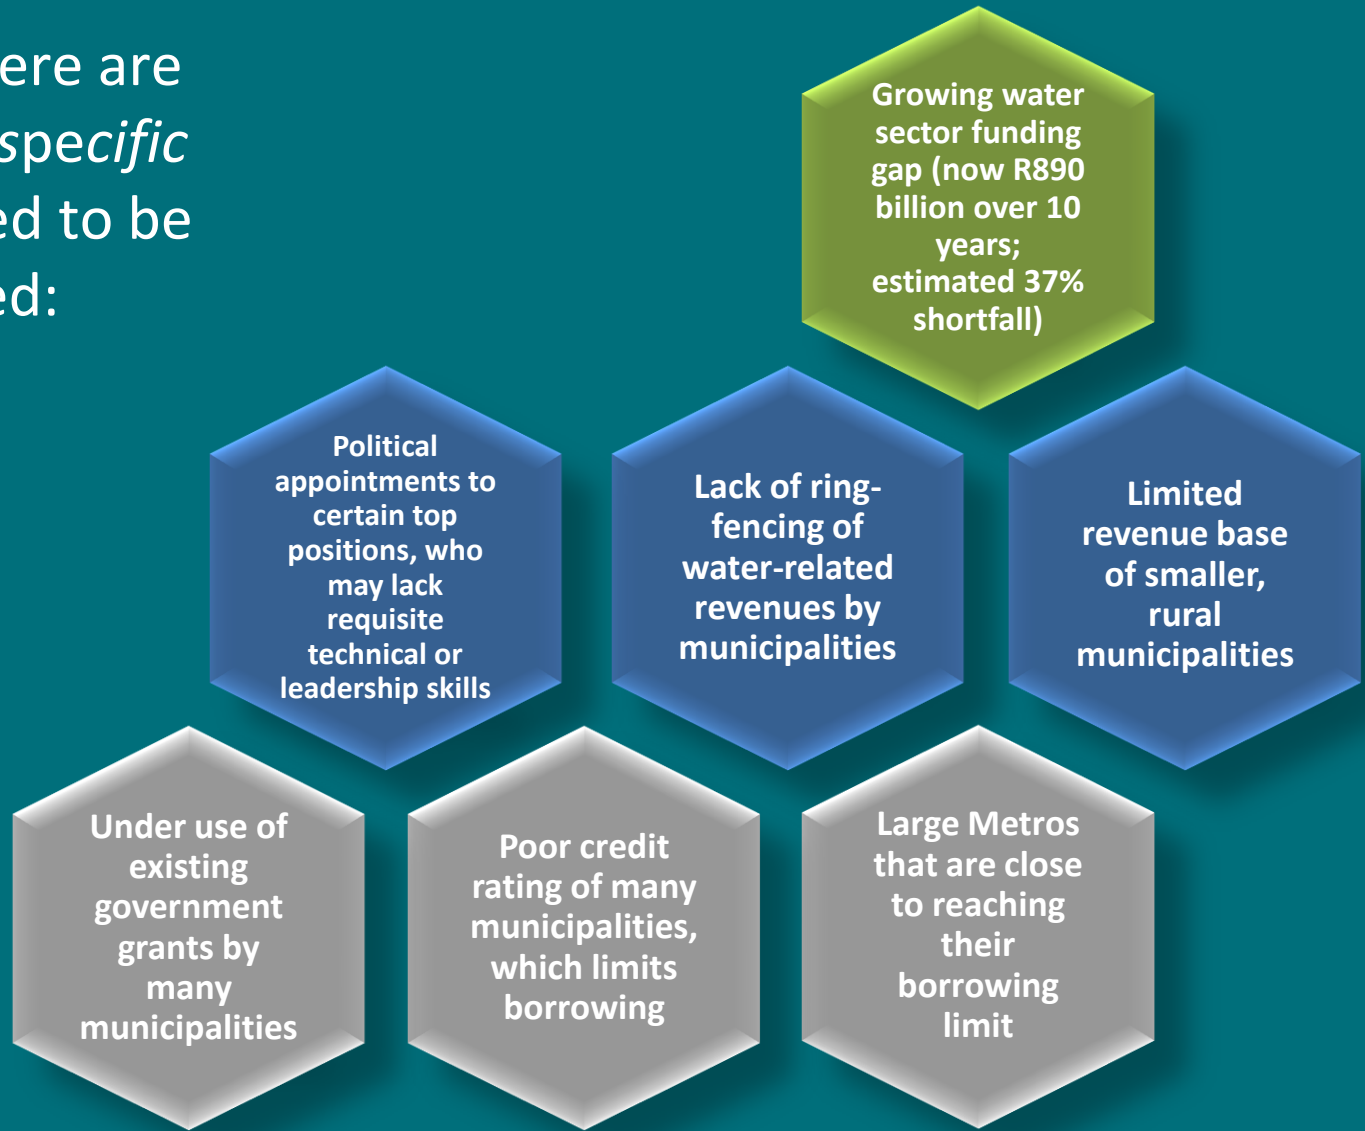 ere are
specific
ed to be
ed:
Growing water
sector funding
gap (now R890
billion over 10
years;
estimated 37%
shortfall)
Political
appointments to
certain top
positions, who
may lack
requisite
technical or
leadership skills
Lack of ring-
fencing of
water-related
revenues by
municipalities
Limited
revenue base
of smaller,
rural
municipalities
Under use of
existing
government
grants by
many
municipalities
Poor credit
rating of many
municipalities,
which limits
borrowing
Large Metros
that are close
to reaching
their
borrowing
limit